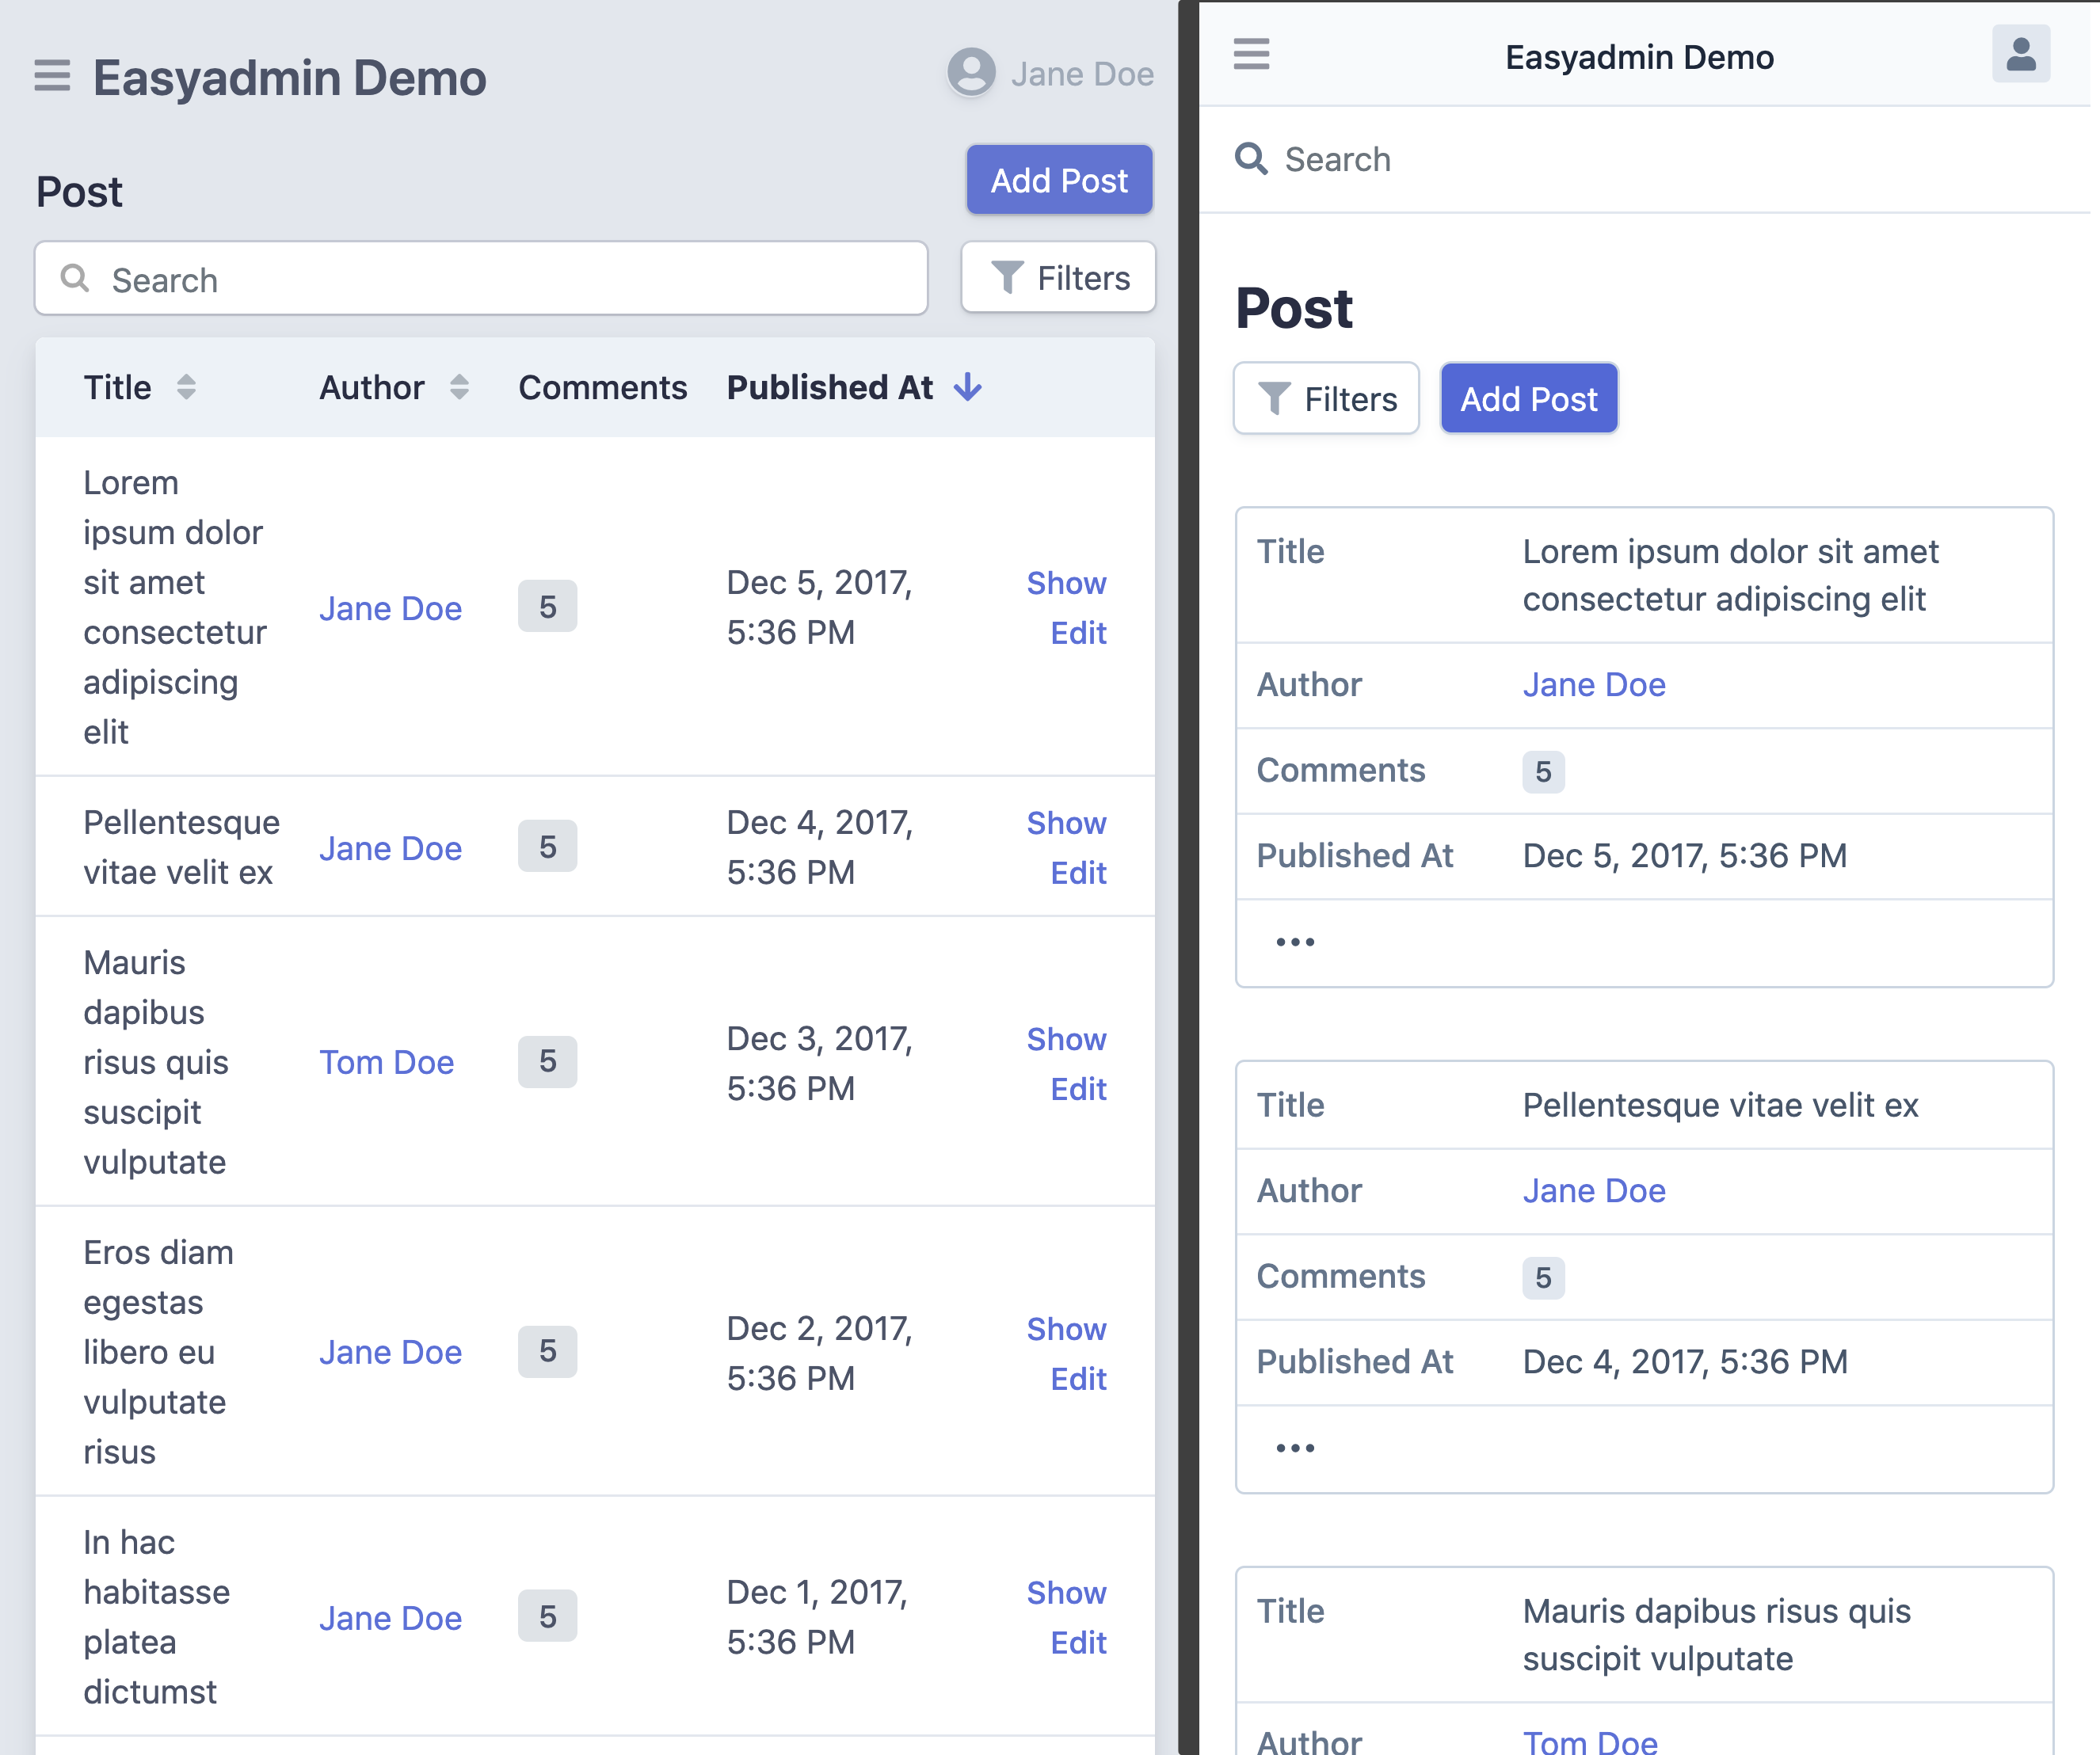 Easyadmin Demo
Jane Doe
Post
Add Post
Search
Filters
Title Author Comments Published At
Lorem
ipsum dolor
sit amet
consectetur
adipiscing
elit
Jane Doe
5
Dec 5, 2017,
5:36 PM
Show
Edit
Pellentesque
vitae velit ex
Jane Doe
5
Dec 4, 2017,
5:36 PM
Show
Edit
Mauris
dapibus
risus quis
suscipit
vulputate
Tom Doe
5
Dec 3, 2017,
5:36 PM
Show
Edit
Eros diam
egestas
libero eu
vulputate
risus
Jane Doe
5
Dec 2, 2017,
5:36 PM
Show
Edit
In hac
habitasse
platea
dictumst
Jane Doe
5
Dec 1, 2017,
5:36 PM
Show
Edit
Easyadmin Demo
Search
Post
Filters
Add Post
Title Lorem ipsum dolor sit amet
consectetur adipiscing elit
Author Jane Doe
Comments 5
Published At Dec 5, 2017, 5:36 PM
...
Title Pellentesque vitae velit ex
Author Jane Doe
Comments 5
Published At Dec 4, 2017, 5:36 PM
...
Title Mauris dapibus risus quis
suscipit vulputate
Author Tom Doe